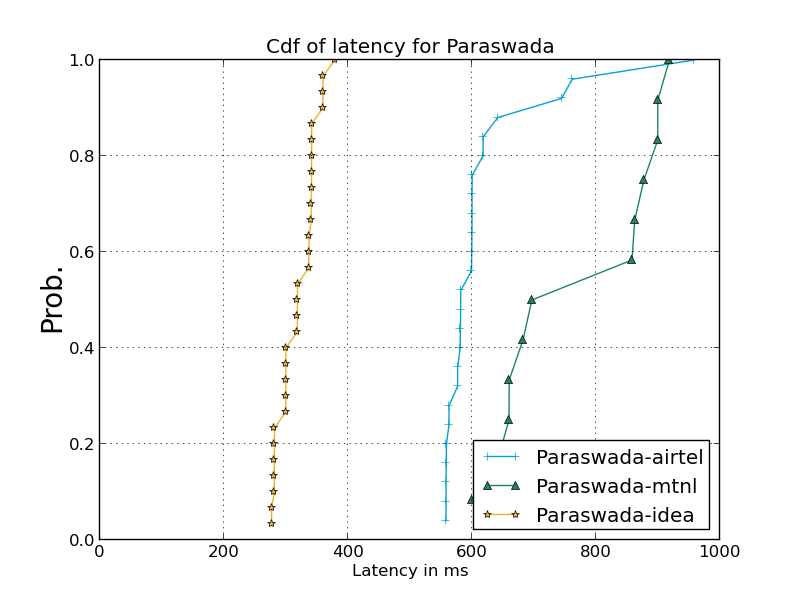 Cdf of latency for Paraswada
1.0
0.8
0.6
0.4
0.2
0.0
Prob.
0 200 400 600 800 1000
Latency in ms
Paraswada-airtel
Paraswada-mtnl
Paraswada-idea